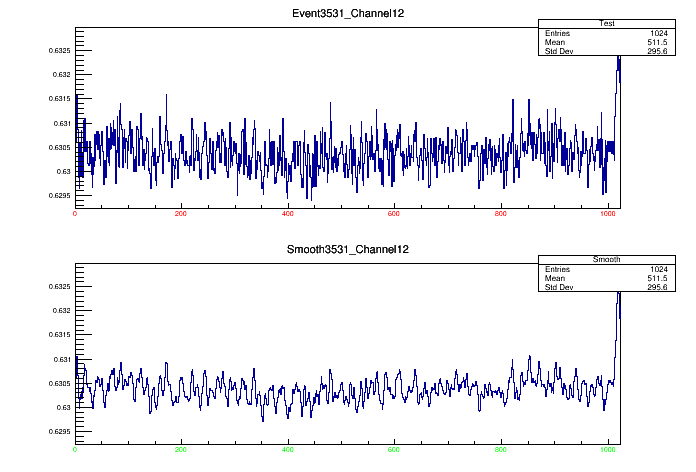 Event3531_Channel12
Test
Entries 1024
Mean 511.5
Std Dev 295.6
0.6325
0.632
0.6315
0.631
0.6305
0.63
0.6295
0 200 400 600 800 1000
Smooth3531_Channel12
Smooth
Entries 1024
Mean 511.5
Std Dev 295.6
0.6325
0.632
0.6315
0.631
0.6305
0.63
0.6295
0 200 400 600 800 1000